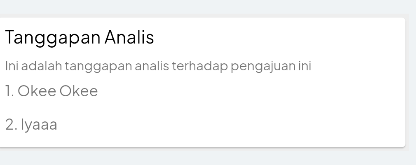 Tanggapan Analis
Ini adalah tanggapan analis terhadap pengajuan ini
1. Okee Okee
2. Iyaaa